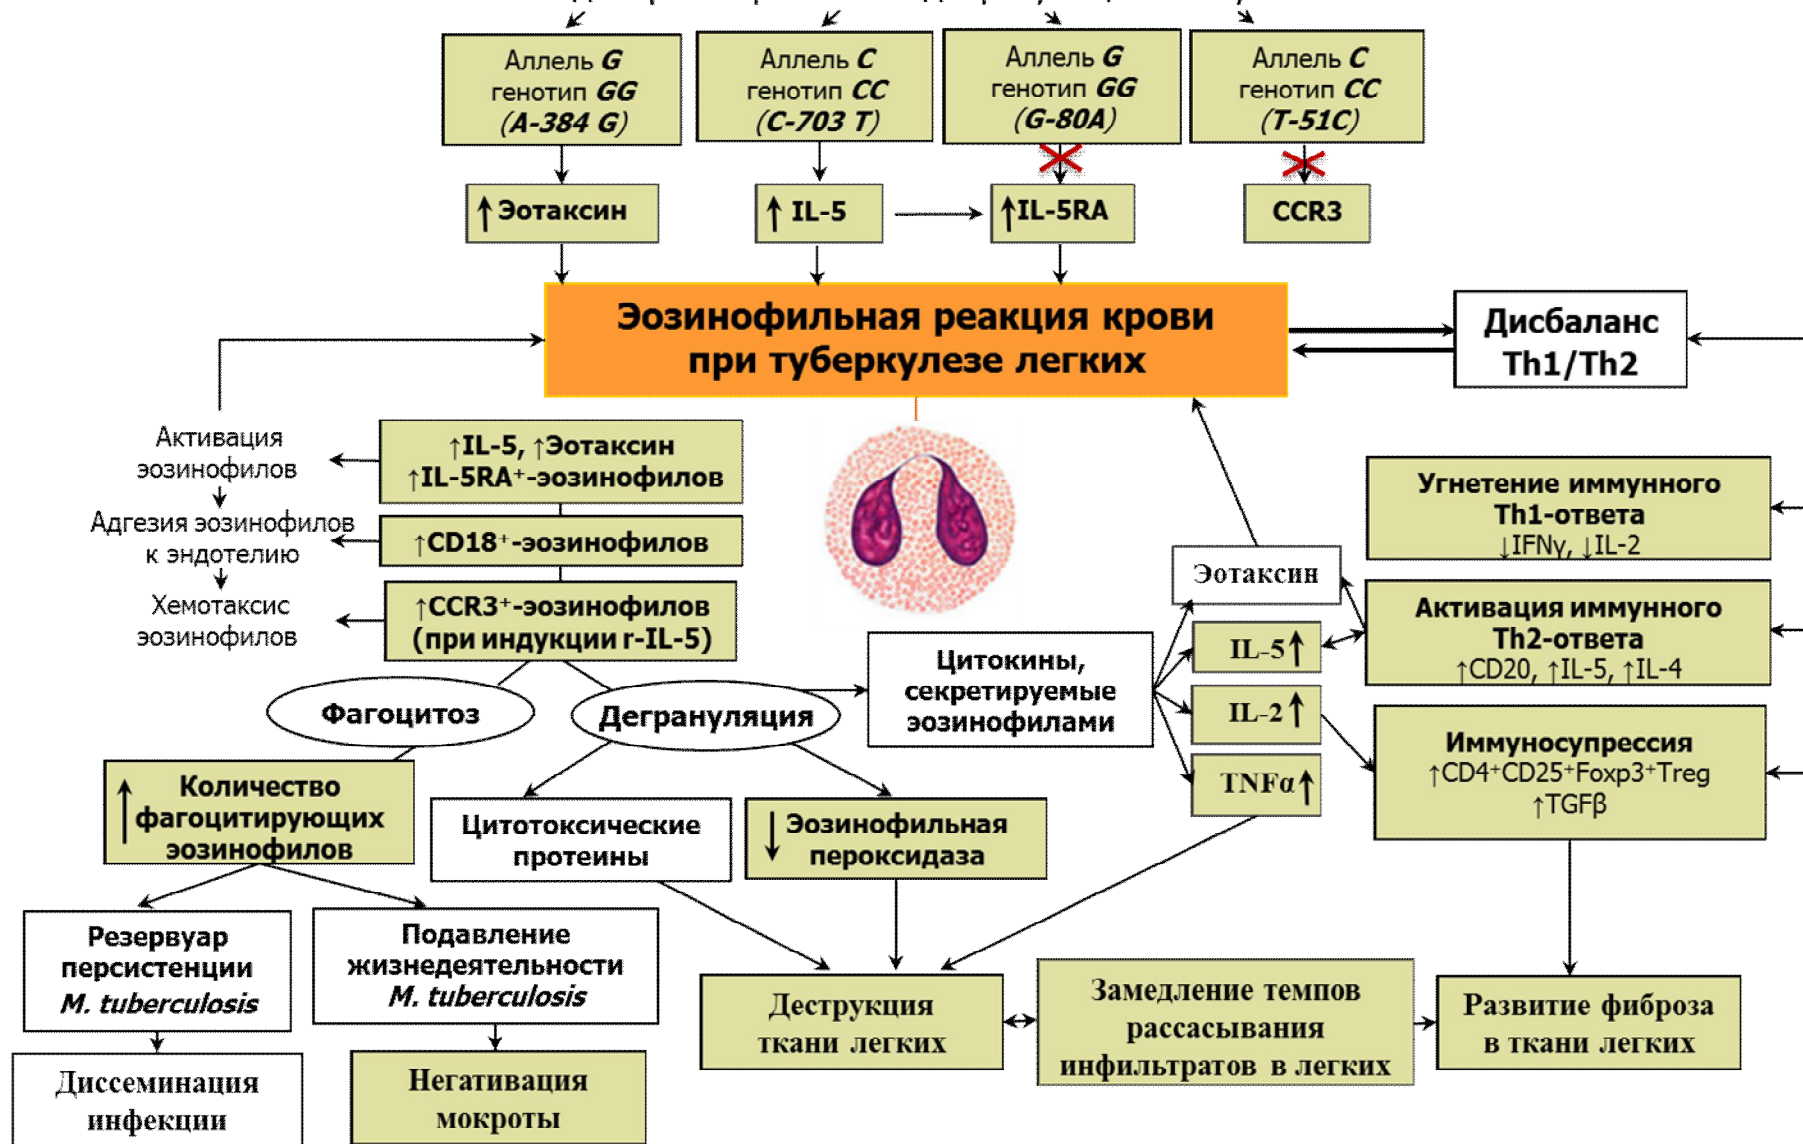 Аллель G
генотип GG
(A-384 G)
Аллель C
генотип CC
(C-703 T)
Аллель G
генотип GG
(G-80A)
Аллель C
генотип CC
(T-51C)
↑ Эотаксин
↑ IL-5
↑IL-5RA
CCR3
Эозинофильная реакция крови
при туберкулезе легких
Дисбаланс
Th1/Th2
Активация
эозинофилов
Адгезия эозинофилов
к эндотелию
Хемотаксис
эозинофилов
↑IL-5, ↑Эотаксин
↑IL-5RA⁺-эозинофилов
↑CD18⁺-эозинофилов
↑CCR3⁺-эозинофилов
(при индукции r-IL-5)
Угнетение иммунного
Th1-ответа
↓IFNγ, ↓IL-2
Активация иммунного
Th2-ответа
↑CD20, ↑IL-5, ↑IL-4
Иммуносупрессия
↑CD4⁺CD25⁺Foxp3⁺Treg
↑TGFβ
Эотаксин
IL-5↑
IL-2↑
TNFα↑
Цитокины,
секретируемые
эозинофилами
Фагоцитоз
Дегрануляция
↑ Количество
фагоцитирующих
эозинофилов
Цитотоксические
протеины
↓ Эозинофильная
пероксидаза
Резервуар
персистенции
M. tuberculosis
Подавление
жизнедеятельности
M. tuberculosis
Диссеминация
инфекции
Негативация
мокроты
Деструкция
ткани легких
Замедление темпов
рассасывания
инфильтратов в легких
Развитие фиброза
в ткани легких